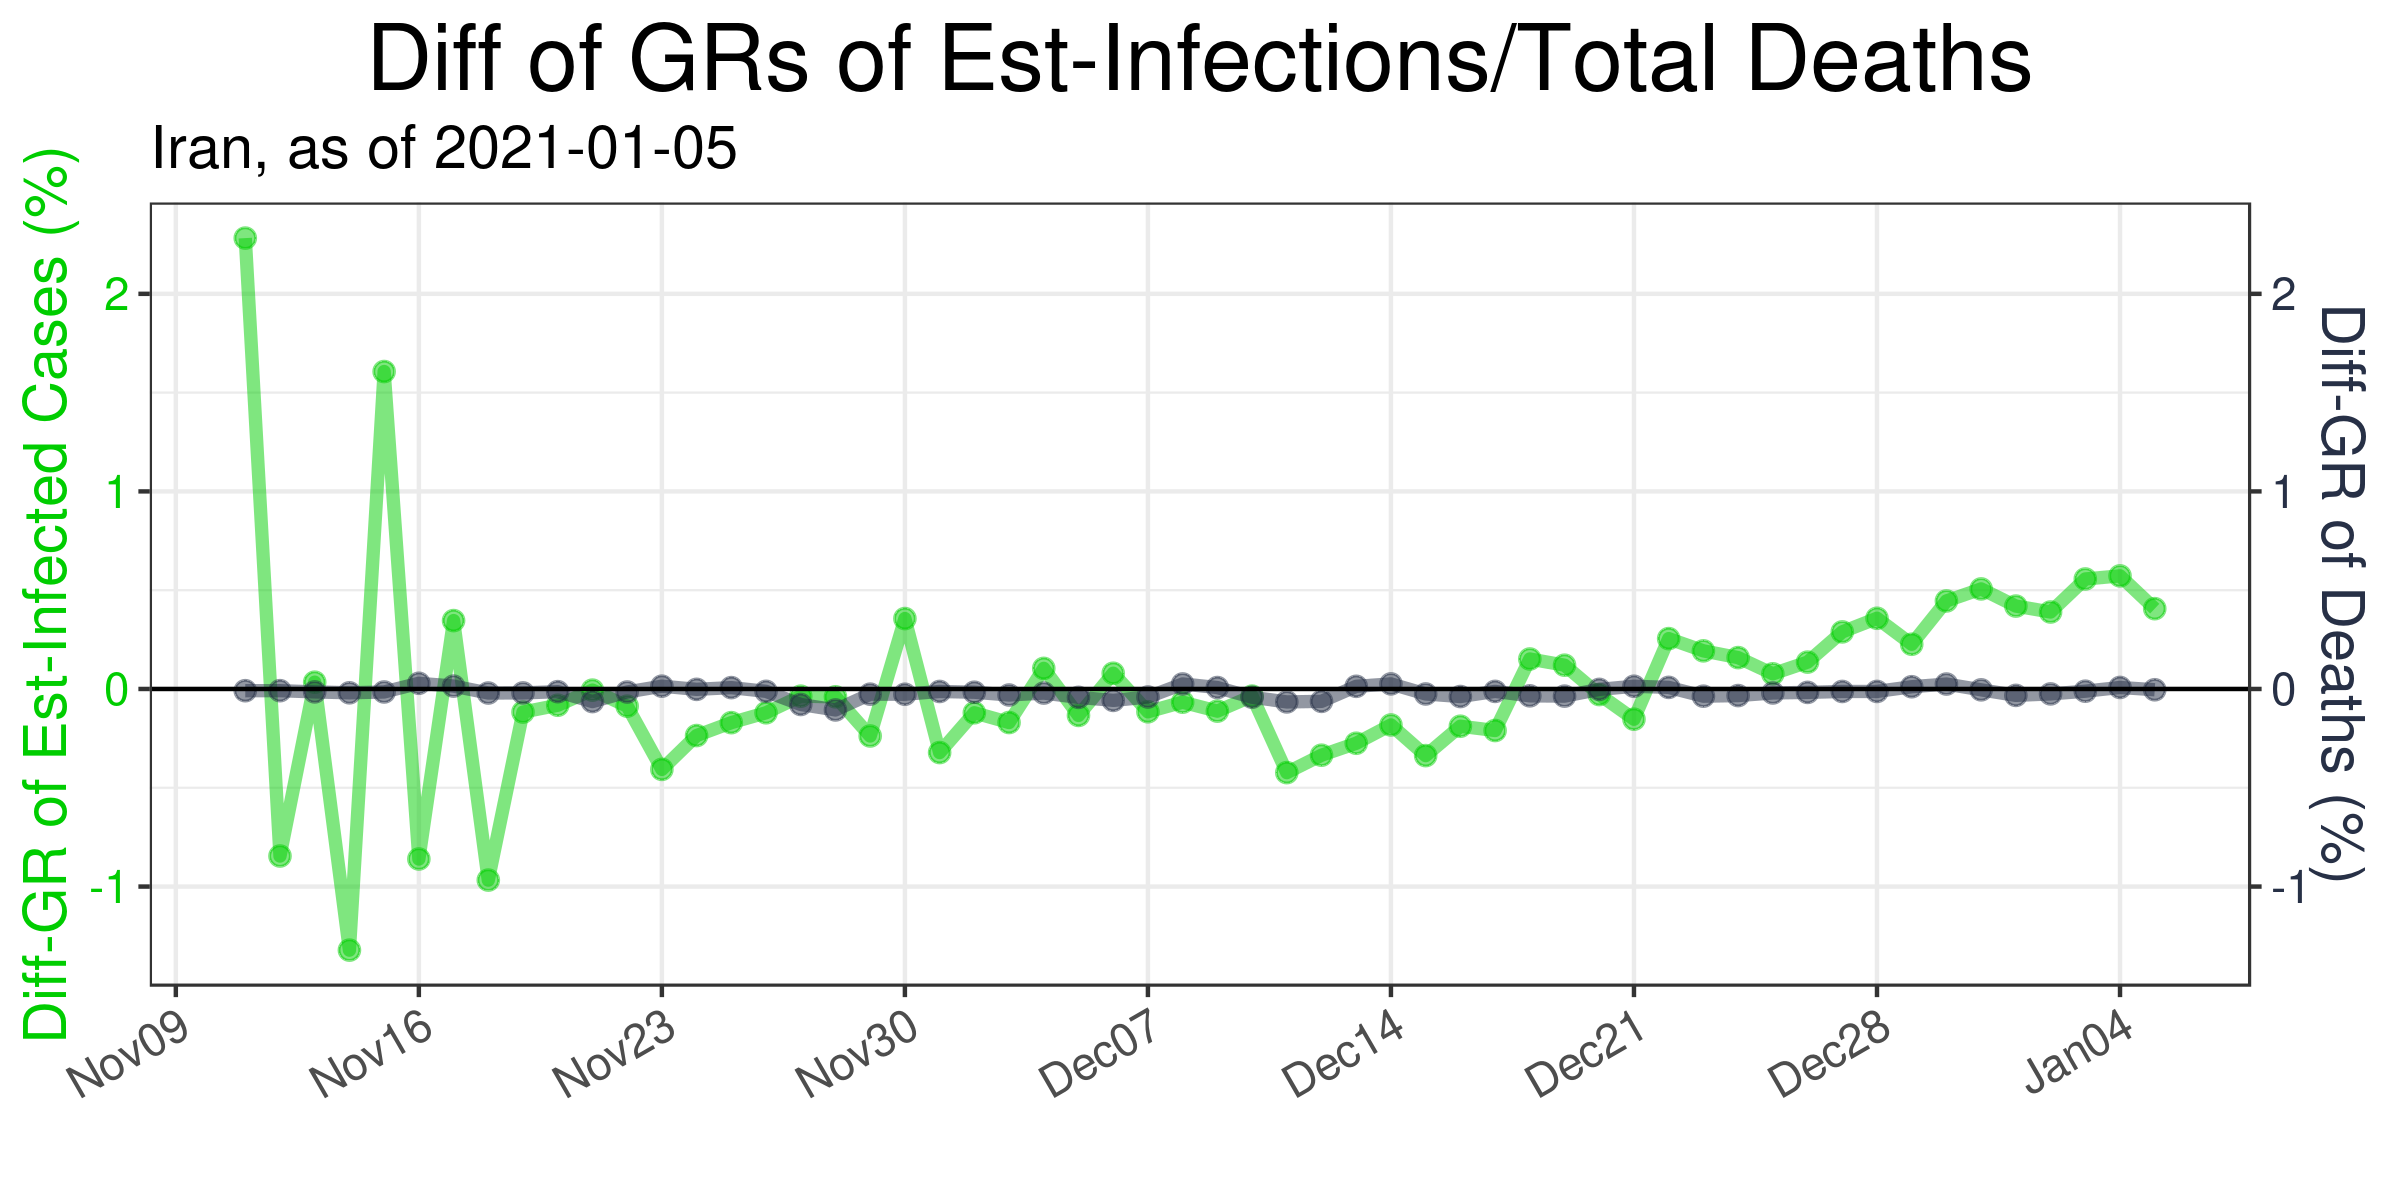 Diff of GRs of Est-Infections/Total Deaths
Iran, as of 2021-01-05
Diff-GR of Est-Infected Cases (%)
2
1
0
-1
2
1
0
-1
Diff-GR of Deaths (%)
Nov09
Nov16
Nov23
Nov30
Dec07
Dec14
Dec21
Dec28
Jan04